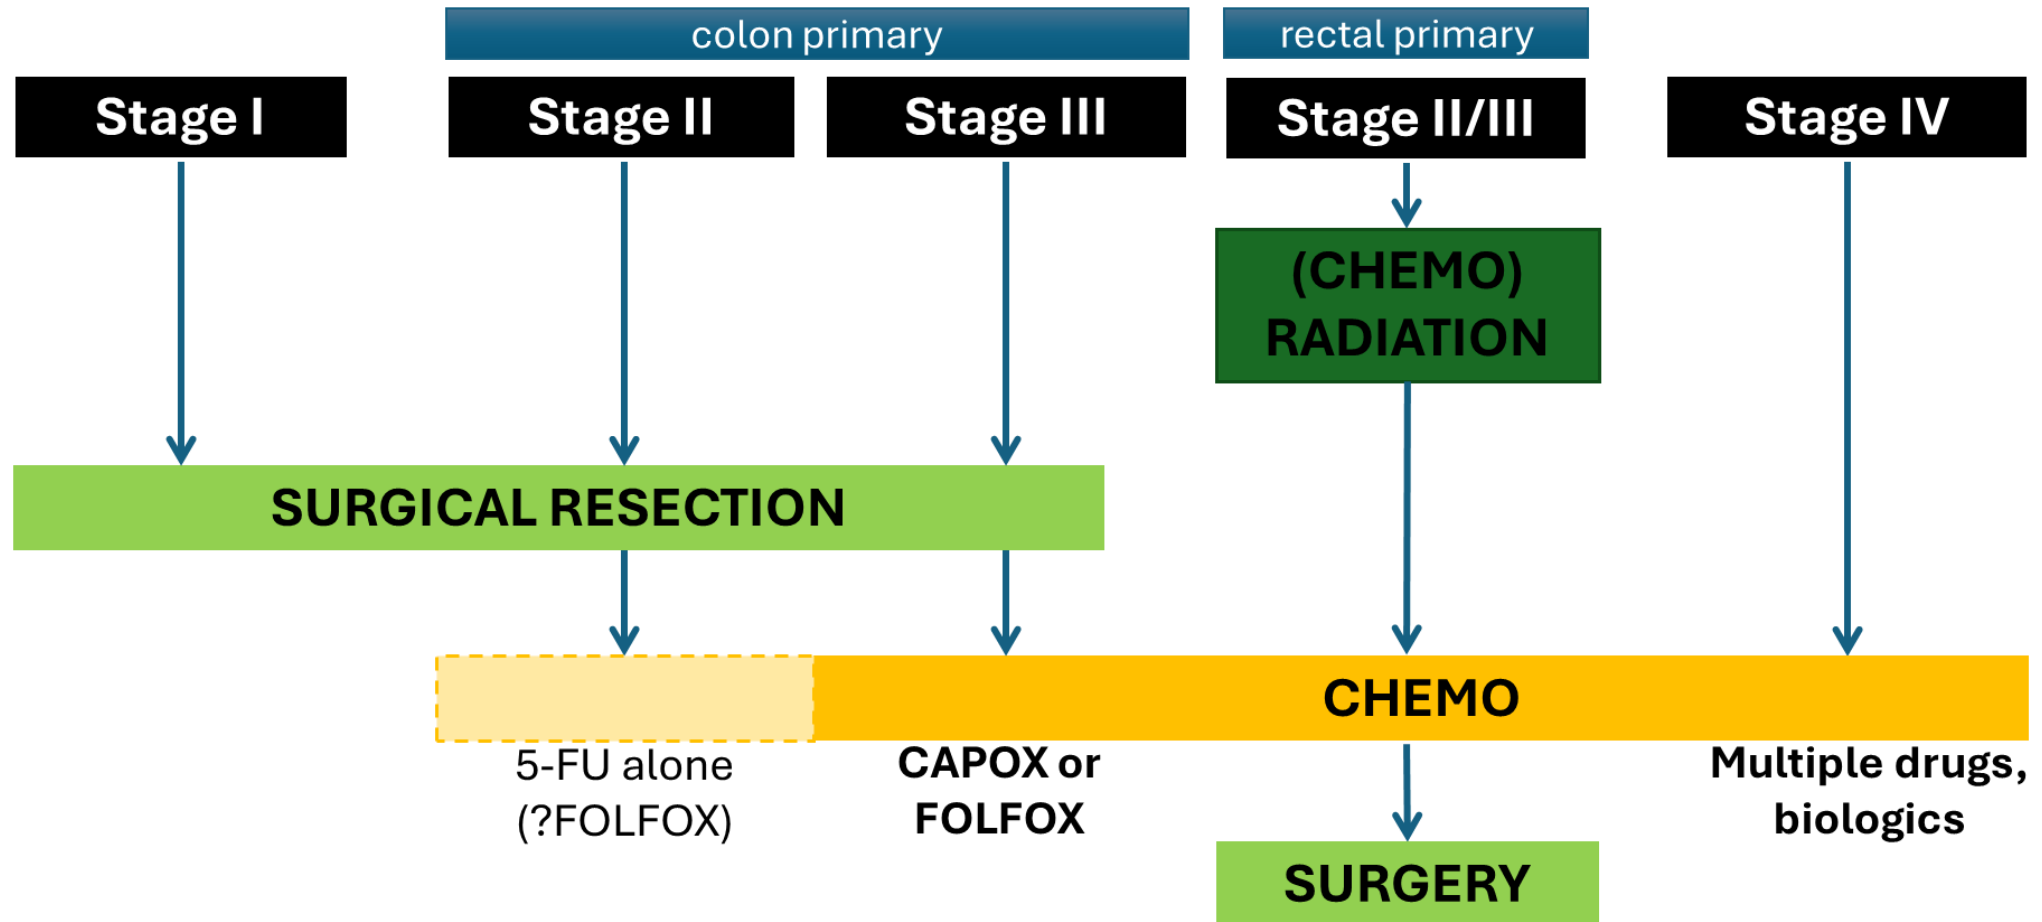 colon primary
rectal primary
Stage I
Stage II
Stage III
Stage II/III
Stage IV
(CHEMO)
RADIATION
SURGICAL RESECTION
CHEMO
5-FU alone
(?FOLFOX)
CAPOX or
FOLFOX
Multiple drugs,
biologics
SURGERY